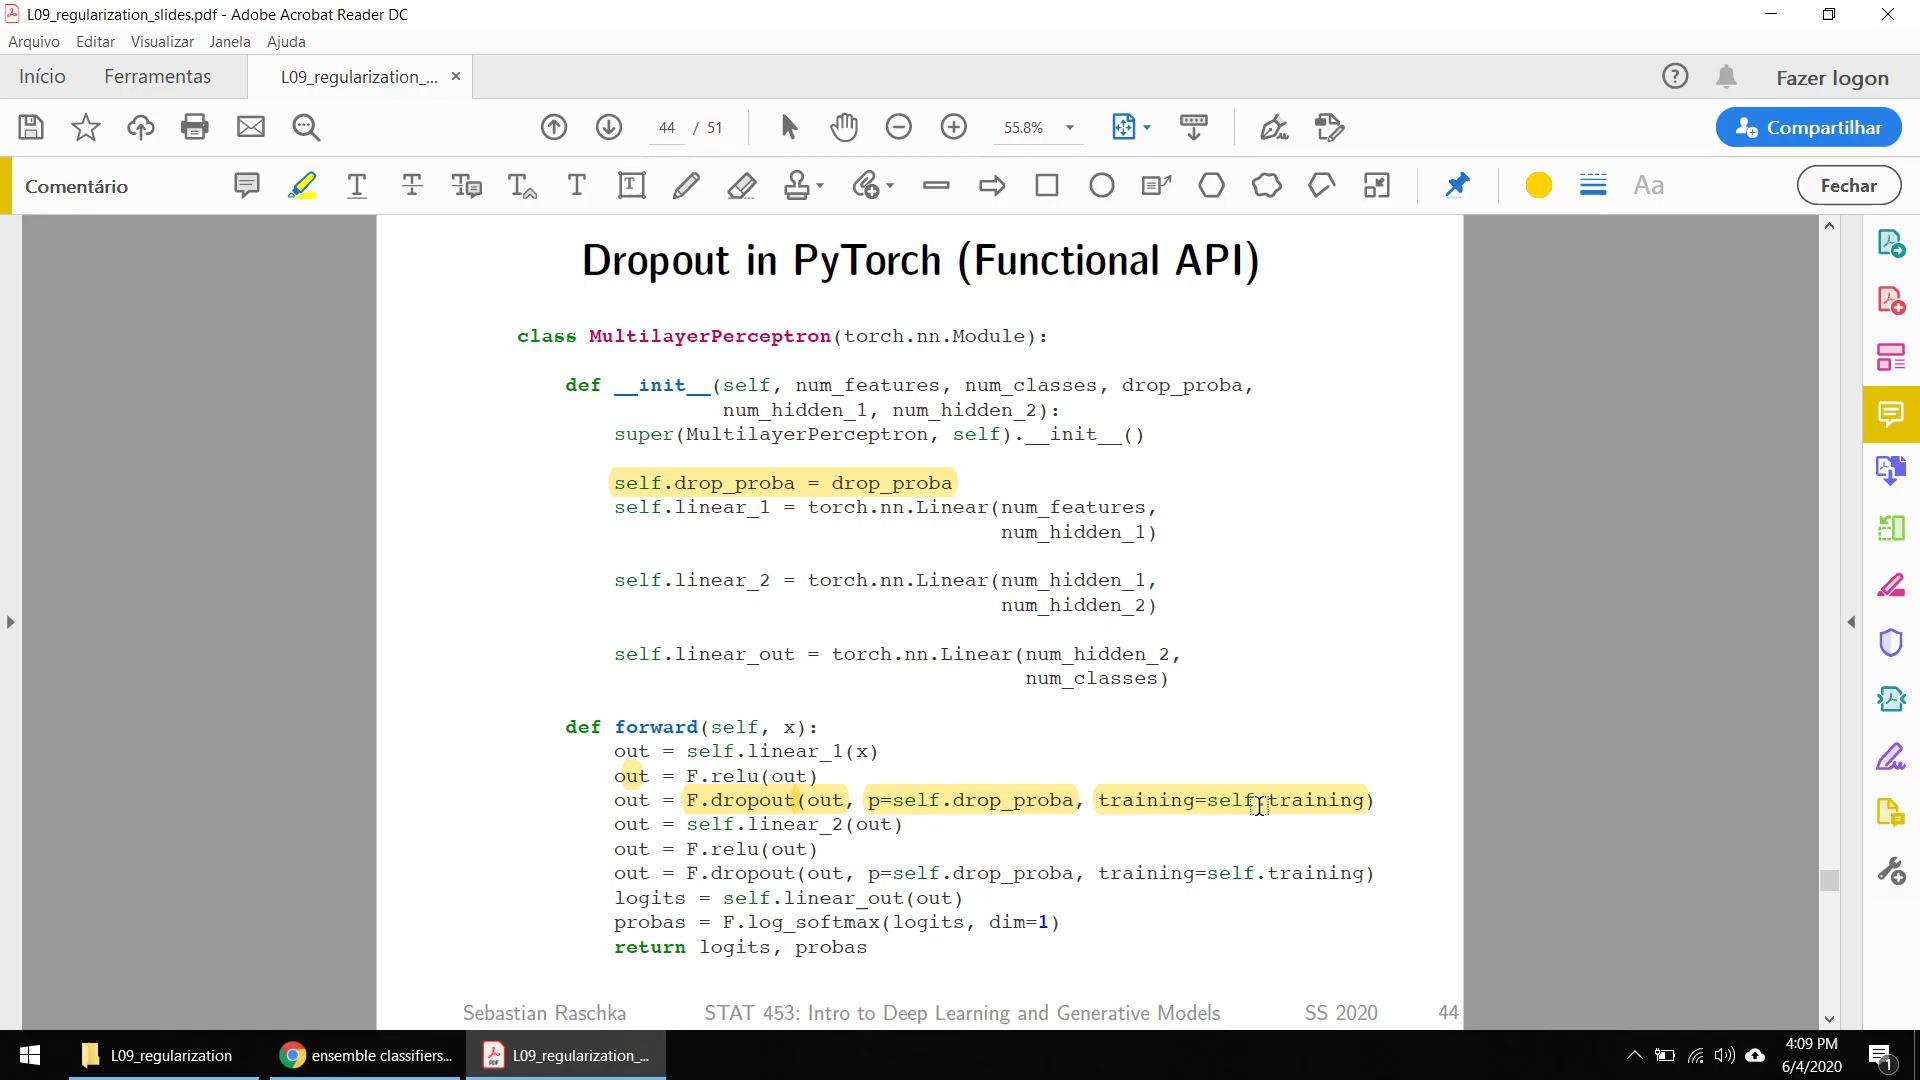 L09_regularization_slides.pdf - Adobe Acrobat Reader DC
Arquivo Editar Visualizar Janela Ajuda
Início Ferramentas L09_regularization_... × Fazer logon
44 / 51 55.8% Compartilhar
Comentário Aa Fechar
Dropout in PyTorch (Functional API)
class MultilayerPerceptron(torch.nn.Module):
def __init__(self, num_features, num_classes, drop_proba,
num_hidden_1, num_hidden_2):
super(MultilayerPerceptron, self).__init__()
self.drop_proba = drop_proba
self.linear_1 = torch.nn.Linear(num_features,
num_hidden_1)
self.linear_2 = torch.nn.Linear(num_hidden_1,
num_hidden_2)
self.linear_out = torch.nn.Linear(num_hidden_2,
num_classes)
def forward(self, x):
out = self.linear_1(x)
out = F.relu(out)
out = F.dropout(out, p=self.drop_proba, training=self.training)
out = self.linear_2(out)
out = F.relu(out)
out = F.dropout(out, p=self.drop_proba, training=self.training)
logits = self.linear_out(out)
probas = F.log_softmax(logits, dim=1)
return logits, probas
Sebastian Raschka STAT 453: Intro to Deep Learning and Generative Models SS 2020 44
L09_regularization ensemble classifiers... L09_regularization_... 4:09 PM
6/4/2020 1